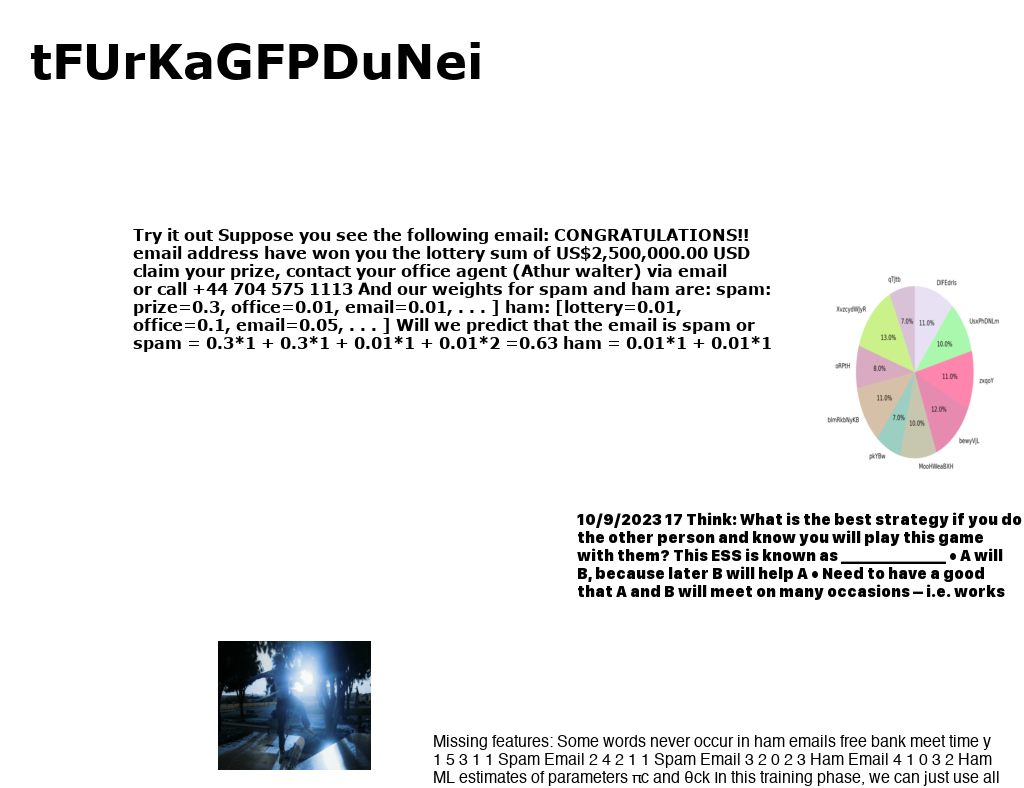 tFUrKaGFPDuNei
Try it out Suppose you see the following email: CONGRATULATIONS!!
email address have won you the lottery sum of US$2,500,000.00 USD
claim your prize, contact your office agent (Athur walter) via email
or call +44 704 575 1113 And our weights for spam and ham are: spam:
prize=0.3, office=0.01, email=0.01, . . . ] ham: [lottery=0.01,
office=0.1, email=0.05, . . . ] Will we predict that the email is spam or
spam = 0.3*1 + 0.3*1 + 0.01*1 + 0.01*2 =0.63 ham = 0.01*1 + 0.01*1
qTJtb
DlFEdrls
XvzcydWjyR
UsxPhDNLm
7.0%
11.0%
13.0%
10.0%
oRPtH
8.0%
11.0%
zxqoY
11.0%
12.0%
blmRkbNyKB
7.0%
10.0%
bewyVjL
pkYBw
MooHWeaBXH
10/9/2023 17 Think: What is the best strategy if you do
the other person and know you will play this game
with them? This ESS is known as ______________ • A will
B, because later B will help A • Need to have a good
that A and B will meet on many occasions – i.e. works
Missing features: Some words never occur in ham emails free bank meet time y
1 5 3 1 1 Spam Email 2 4 2 1 1 Spam Email 3 2 0 2 3 Ham Email 4 1 0 3 2 Ham
ML estimates of parameters πc and θck In this training phase, we can just use all